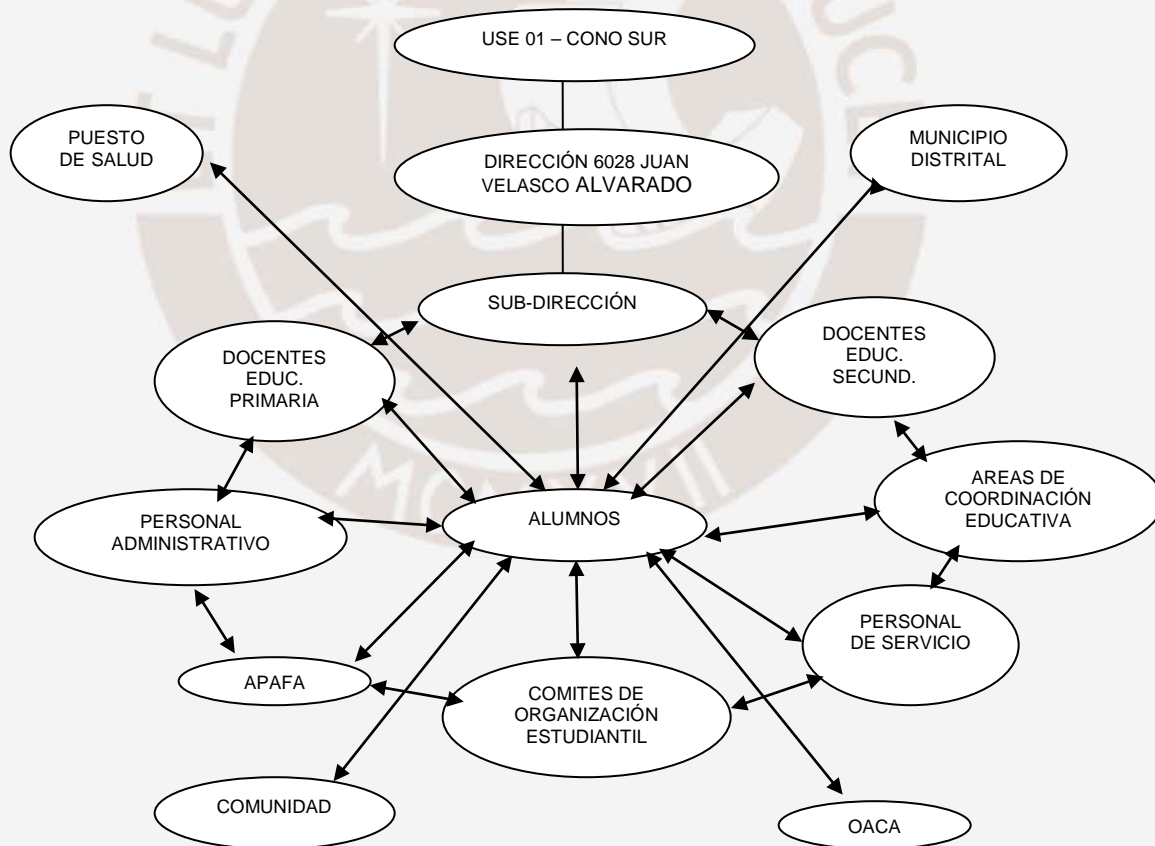 USE 01 – CONO SUR
PUESTO
DE SALUD
DIRECCIÓN 6028 JUAN
VELASCO ALVARADO
MUNICIPIO
DISTRITAL
SUB-DIRECCIÓN
DOCENTES
EDUC.
PRIMARIA
DOCENTES
EDUC.
SECUND.
PERSONAL
ADMINISTRATIVO
ALUMNOS
AREAS DE
COORDINACIÓN
EDUCATIVA
PERSONAL
DE SERVICIO
APAFA
COMITES DE
ORGANIZACIÓN
ESTUDIANTIL
COMUNIDAD
OACA